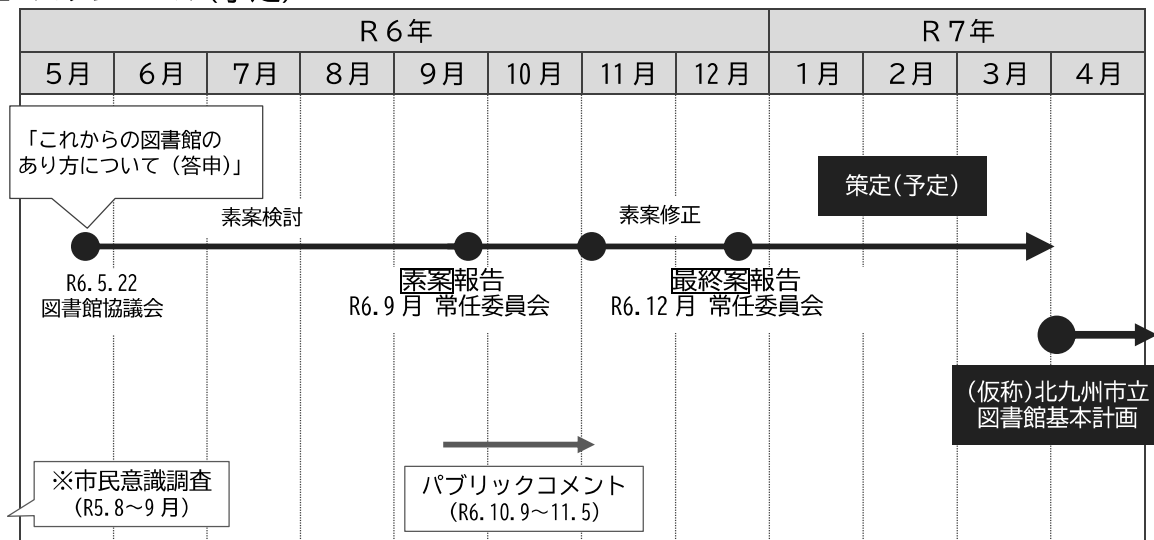 R6年
R7年
5月 6月 7月 8月 9月 10月 11月 12月 1月 2月 3月 4月
「これからの図書館の
あり方について（答申）」
策定(予定)
素案検討
素案修正
R6.5.22
図書館協議会
素案報告
R6.9月 常任委員会
最終案報告
R6.12月 常任委員会
(仮称)北九州市立
図書館基本計画
※市民意識調査
（R5.8～9月）
パブリックコメント
（R6.10.9～11.5）